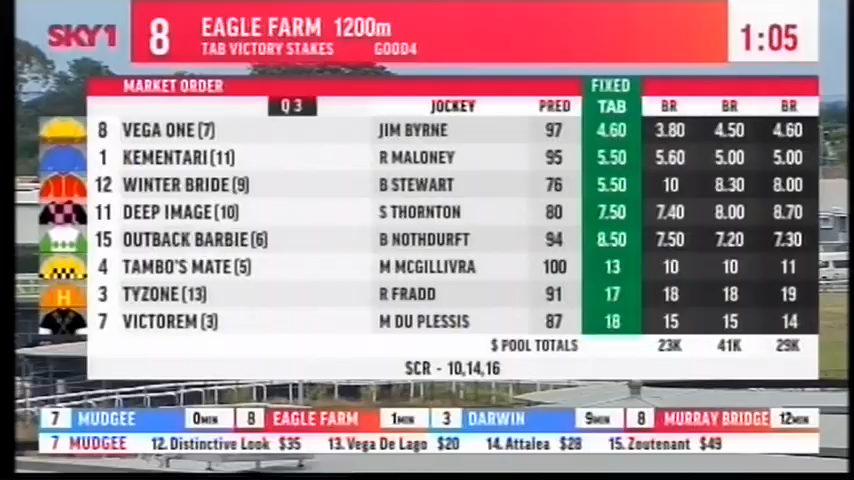 SKY1 8 EAGLE FARM 1200m 1:05
TAB VICTORY STAKES GOOD4
MARKET ORDER FIXED
Q 3 JOCKEY PRED TAB BR BR BR
8 VEGA ONE (7) JIM BYRNE 97 4.60 3.80 4.50 4.60
1 KEMENTARI (11) R MALONEY 95 5.50 5.60 5.00 5.00
12 WINTER BRIDE (9) B STEWART 76 5.50 10 8.30 8.00
11 DEEP IMAGE (10) S THORNTON 80 7.50 7.40 8.00 8.70
15 OUTBACK BARBIE (6) B NOTHDURFT 94 8.50 7.50 7.20 7.30
4 TAMBO'S MATE (5) M MCGILLIVRA 100 13 10 10 11
H 3 TYZONE (13) R FRADD 91 17 18 18 19
7 VICTOREM (3) M DU PLESSIS 87 18 15 15 14
$ POOL TOTALS 23K 41K 29K
SCR - 10,14,16
7 MUDGEE 0MIN 8 EAGLE FARM 1MIN 3 DARWIN 9MIN 8 MURRAY BRIDGE 12MIN
7 MUDGEE 12.Distinctive Look $35 13.Vega De Lago $20 14.Attalea $28 15.Zoutenant $49